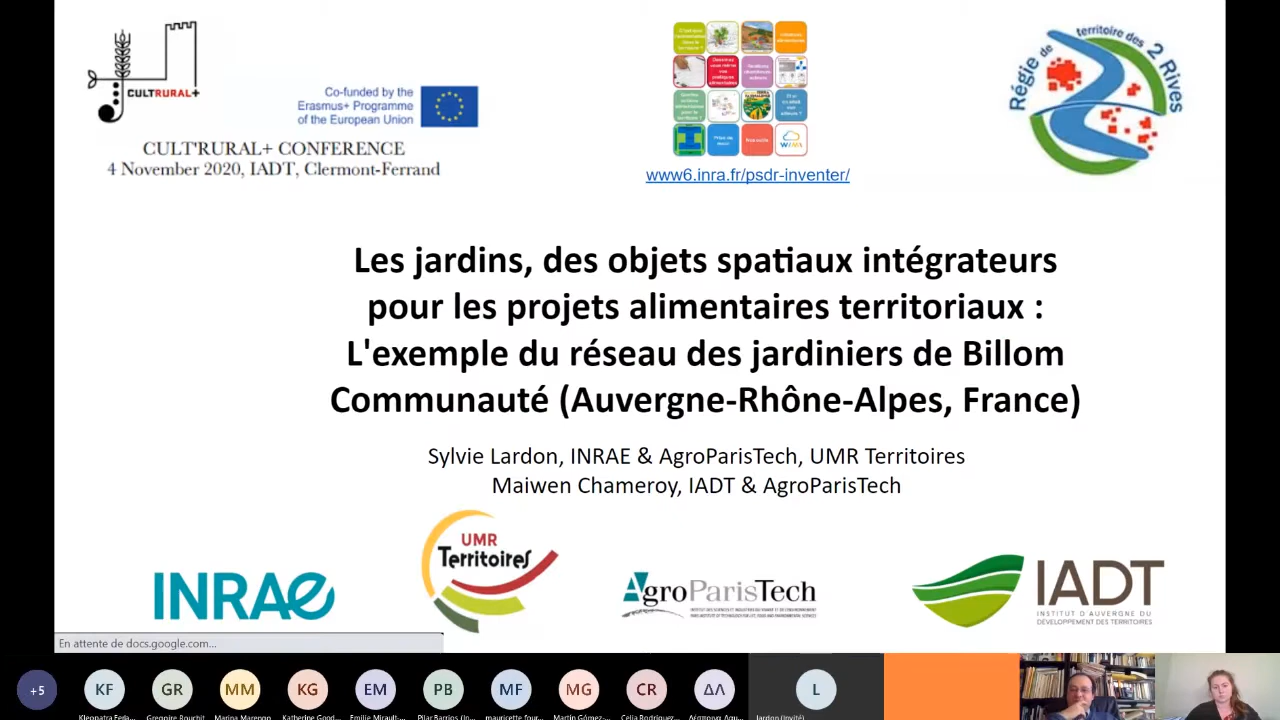 CULTRURAL+
Co-funded by the
Erasmus+ Programme
of the European Union
CULT'RURAL+ CONFERENCE
4 November 2020, IADT, Clermont-Ferrand
www6.inra.fr/psdr-inventer/
Régie de territoire des 2 Rives
Les jardins, des objets spatiaux intégrateurs
pour les projets alimentaires territoriaux :
L'exemple du réseau des jardiniers de Billom
Communauté (Auvergne-Rhône-Alpes, France)
Sylvie Lardon, INRAE & AgroParisTech, UMR Territoires
Maiwen Chameroy, IADT & AgroParisTech
INRAE
UMR
Territoires
AgroParisTech
IADT
INSTITUT D'AUVERGNE DU
DÉVELOPPEMENT DES TERRITOIRES
En attente de docs.google.com...
+5
KF
GR
MM
KG
EM
PB
MF
MG
CR
ΔΛ
L